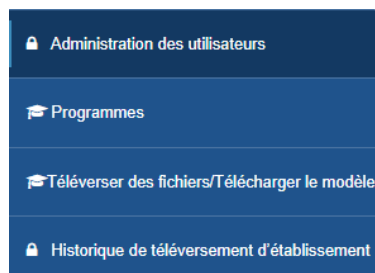 Administration des utilisateurs
Programmes
Téléverser des fichiers/Télécharger le modèle
Historique de téléversement d'établissement